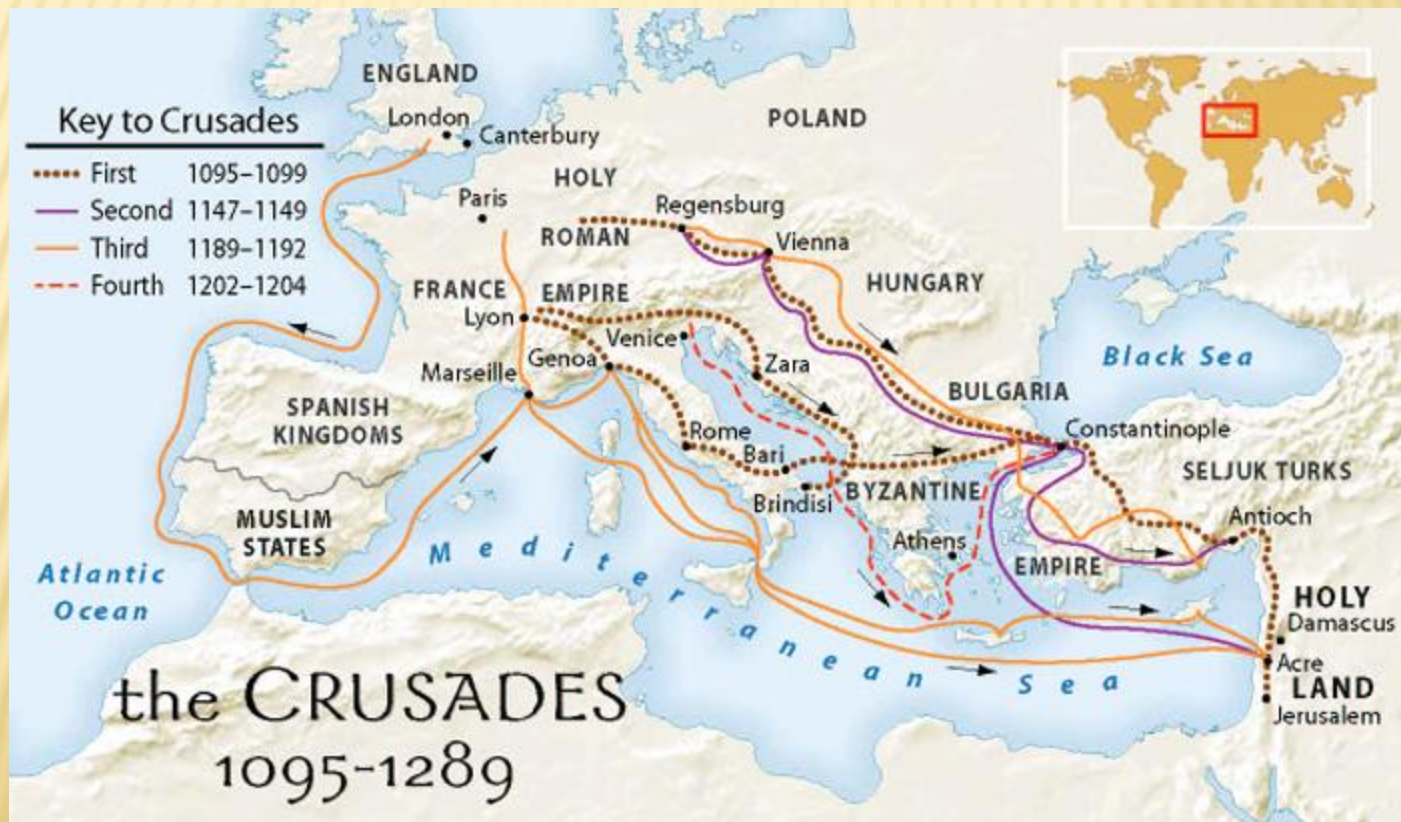 ENGLAND
London
Canterbury
Key to Crusades
First 1095–1099
Second 1147–1149
Third 1189–1192
Fourth 1202–1204
POLAND
HOLY
Paris
Regensburg
ROMAN
Vienna
HUNGARY
FRANCE
EMPIRE
Lyon
Venice
Genoa
Zara
Marseille
Black Sea
BULGARIA
SPANISH
KINGDOMS
Rome
Bari
Constantinople
SELJUK TURKS
Brindisi
BYZANTINE
MUSLIM
STATES
Antioch
Athens
EMPIRE
Mediterranean Sea
Atlantic
Ocean
HOLY
Damascus
Acre
LAND
Jerusalem
the CRUSADES
1095-1289